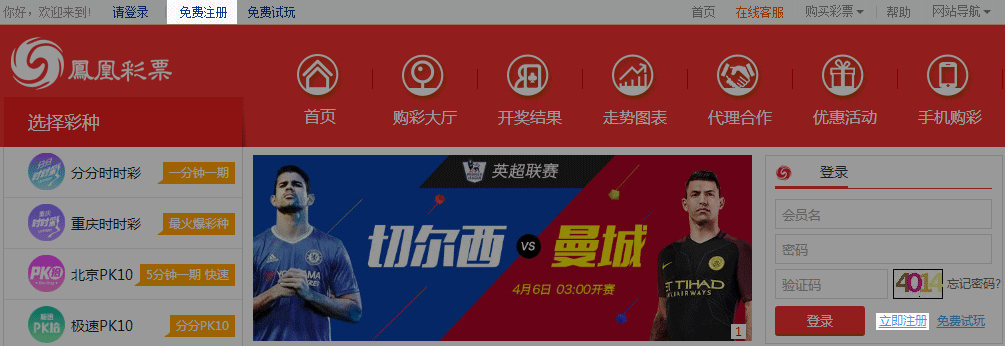 你好，欢迎来到! 请登录 免费注册 免费试玩 首页 在线客服 购买彩票 帮助 网站导航
鳳凰彩票
首页 购彩大厅 开奖结果 走势图表 代理合作 优惠活动 手机购彩
选择彩种
分分时时彩 一分钟一期
重庆时时彩 最火爆彩种
北京PK10 5分钟一期 快速
极速PK10 分分PK10
英超联赛
切尔西 VS 曼城
4月6日 03:00开赛
YOKOHAMA
ETIHAD
AIRWAYS
1
登录
会员名
密码
验证码 4014 忘记密码?
登录 立即注册 免费试玩